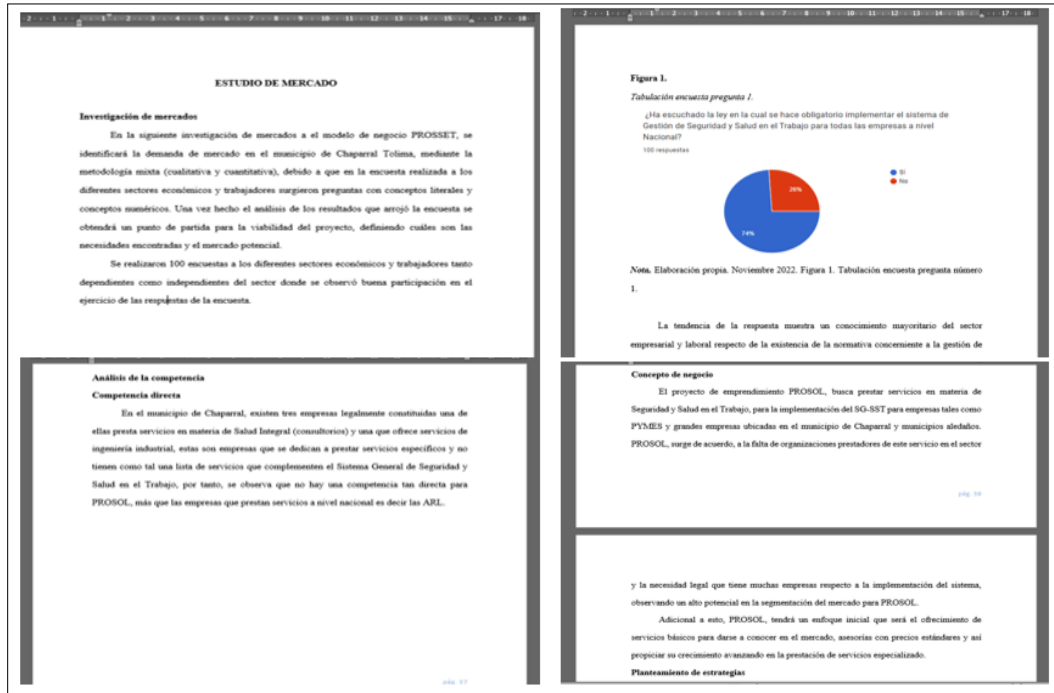 ESTUDIO DE MERCADO
Investigación de mercados
En la siguiente investigación de mercados a el modelo de negocio PROSSET, se
identificará la demanda de mercado en el municipio de Chaparral Tolima, mediante la
metodología mixta (cualitativa y cuantitativa), debido a que en la encuesta realizada a los
diferentes sectores económicos y trabajadores surgieron preguntas con conceptos literales y
conceptos numéricos. Una vez hecho el análisis de los resultados que arrojó la encuesta se
obtendrá un punto de partida para la viabilidad del proyecto, definiendo cuáles son las
necesidades encontradas y el mercado potencial.
Se realizaron 100 encuestas a los diferentes sectores económicos y trabajadores tanto
dependientes como independientes del sector donde se observó buena participación en el
ejercicio de las respuestas de la encuesta.
Figura 1.
Tabulación encuesta pregunta 1.
¿Ha escuchado la ley en la cual se hace obligatorio implementar el sistema de
Gestión de Seguridad y Salud en el Trabajo para todas las empresas a nivel
Nacional?
100 respuestas
SI
No
26%
74%
Nota. Elaboración propia. Noviembre 2022. Figura 1. Tabulación encuesta pregunta número
1.
La tendencia de la respuesta muestra un conocimiento mayoritario del sector
empresarial y laboral respecto de la existencia de la normativa concerniente a la gestión de
Análisis de la competencia
Competencia directa
En el municipio de Chaparral, existen tres empresas legalmente constituidas una de
ellas presta servicios en materia de Salud Integral (consultorios) y una que ofrece servicios de
ingeniería industrial, estas son empresas que se dedican a prestar servicios específicos y no
tienen como tal una lista de servicios que complementen el Sistema General de Seguridad y
Salud en el Trabajo, por tanto, se observa que no hay una competencia tan directa para
PROSOL, más que las empresas que prestan servicios a nivel nacional es decir las ARL.
Concepto de negocio
El proyecto de emprendimiento PROSOL, busca prestar servicios en materia de
Seguridad y Salud en el Trabajo, para la implementación del SG-SST para empresas tales como
PYMES y grandes empresas ubicadas en el municipio de Chaparral y municipios aledaños.
PROSOL, surge de acuerdo, a la falta de organizaciones prestadores de este servicio en el sector
y la necesidad legal que tiene muchas empresas respecto a la implementación del sistema,
observando un alto potencial en la segmentación del mercado para PROSOL.
Adicional a esto, PROSOL, tendrá un enfoque inicial que será el ofrecimiento de
servicios básicos para darse a conocer en el mercado, asesorías con precios estándares y así
propiciar su crecimiento avanzando en la prestación de servicios especializado.
Planteamiento de estrategias